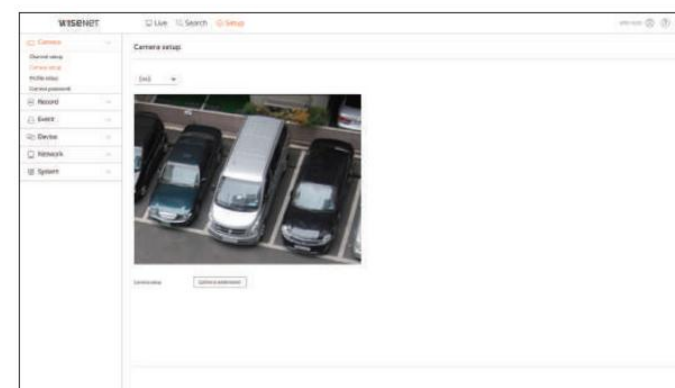 WISENET
Live Search Setup
Camera
Camera setup
Channel setup
Camera setup
Profile setup
Camera password
Record
Event
Device
Network
System
Camera setup